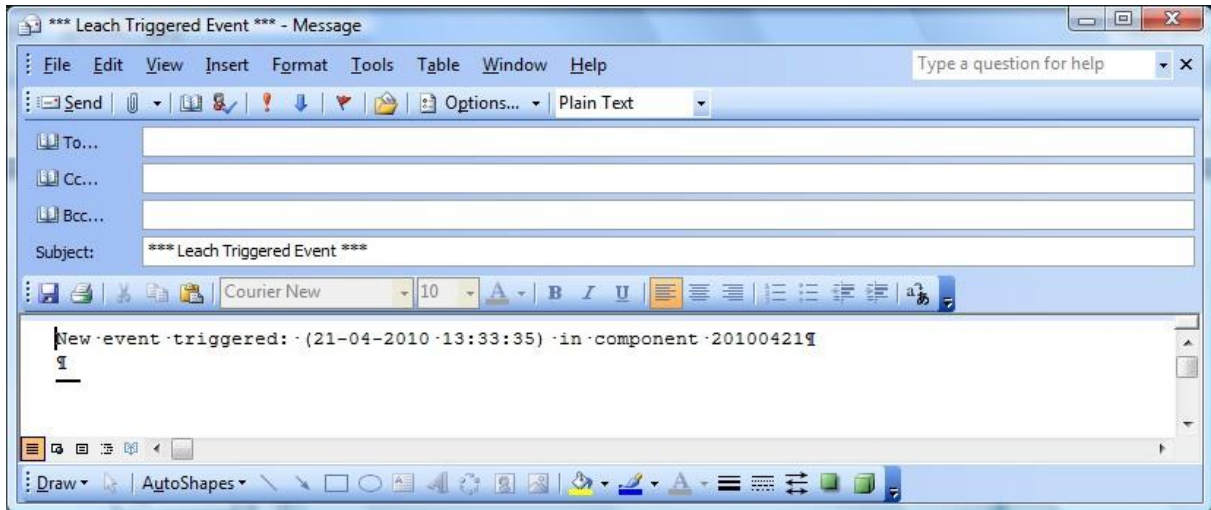 *** Leach Triggered Event *** - Message
File Edit View Insert Format Tools Table Window Help Type a question for help
Send Options... Plain Text
To...
Cc...
Bcc...
Subject: *** Leach Triggered Event ***
Courier New 10 A B I U
New·event·triggered:·(21-04-2010·13:33:35)·in·component·20100421¶
¶
Draw AutoShapes A